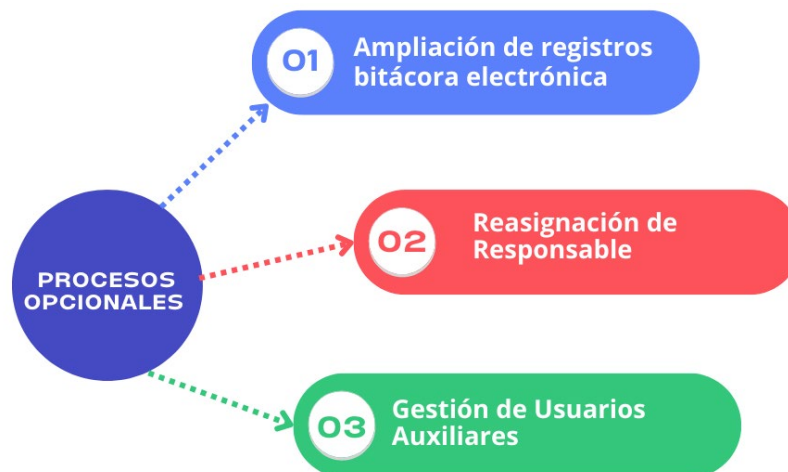 01
Ampliación de registros
bitácora electrónica
PROCESOS
OPCIONALES
02
Reasignación de
Responsable
03
Gestión de Usuarios
Auxiliares